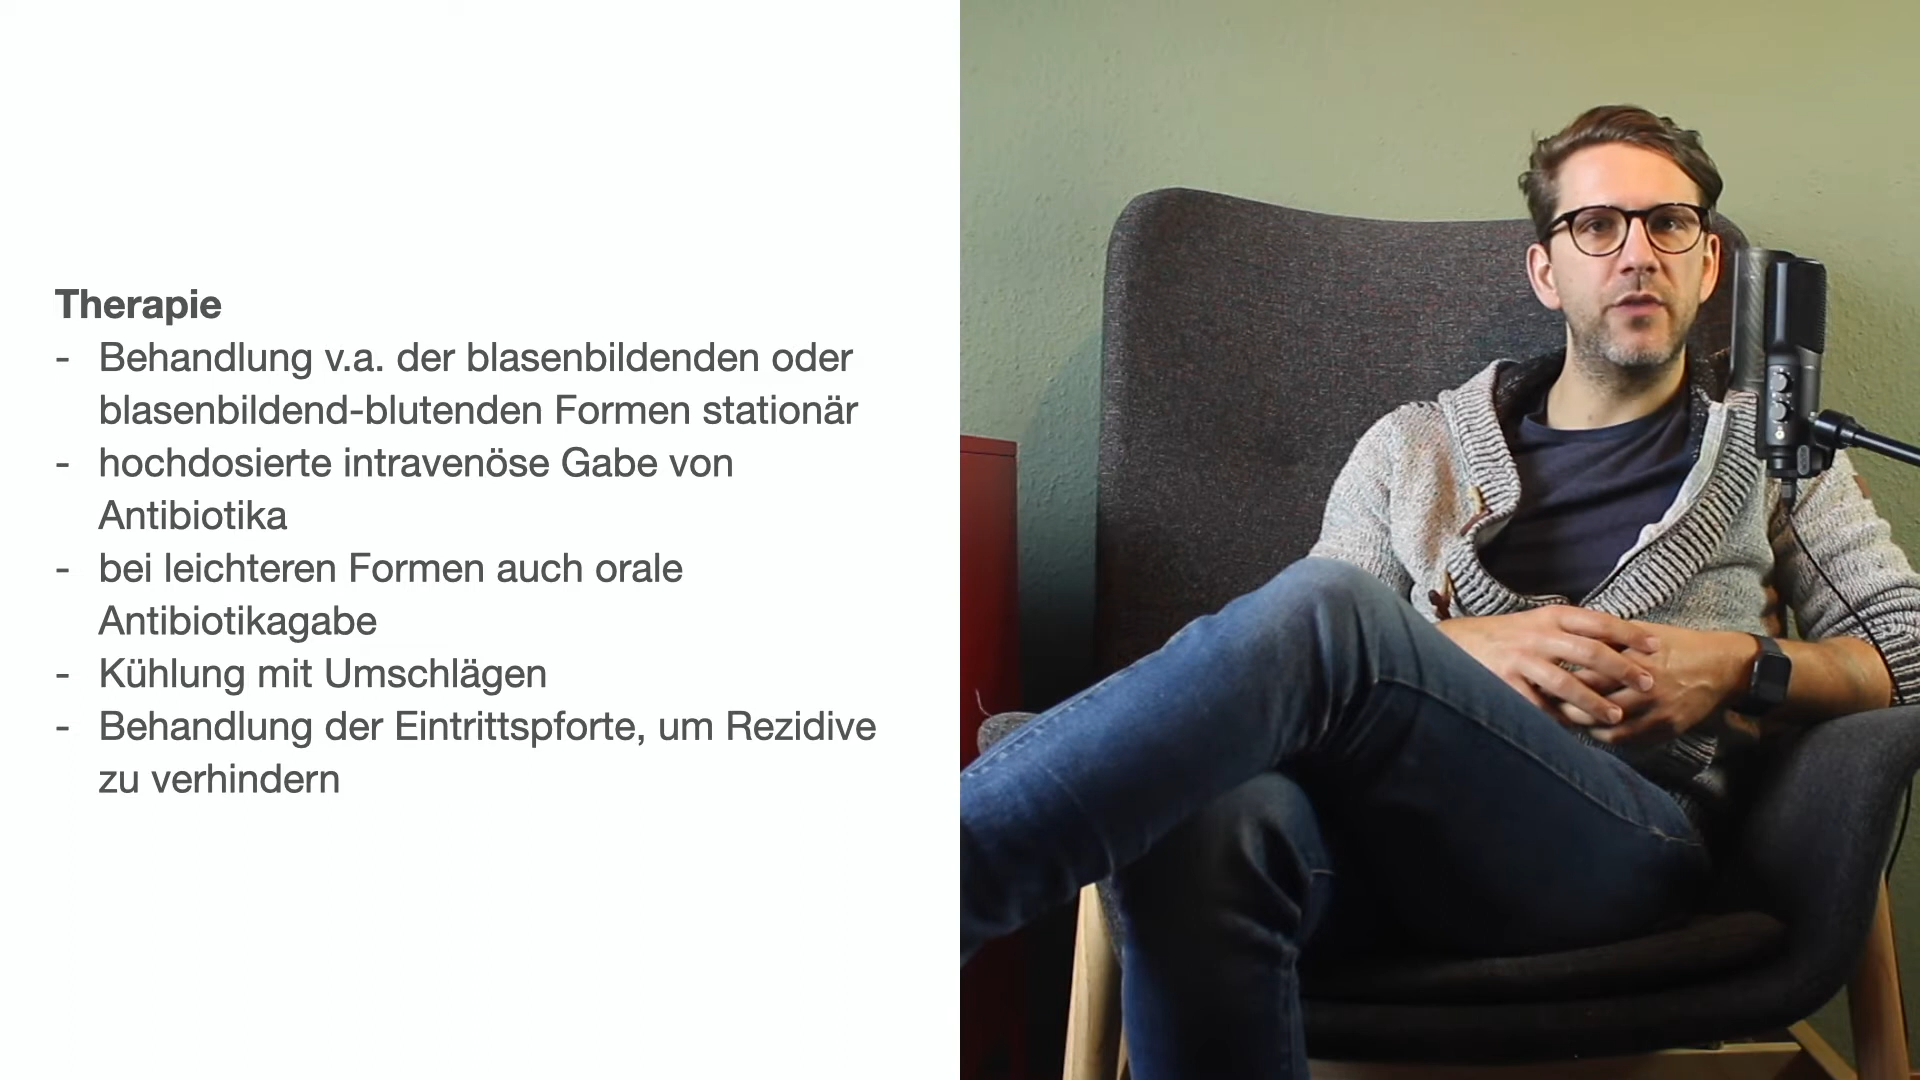 Therapie
- Behandlung v.a. der blasenbildenden oder
blasenbildend-blutenden Formen stationär
- hochdosierte intravenöse Gabe von
Antibiotika
- bei leichteren Formen auch orale
Antibiotikagabe
- Kühlung mit Umschlägen
- Behandlung der Eintrittspforte, um Rezidive
zu verhindern